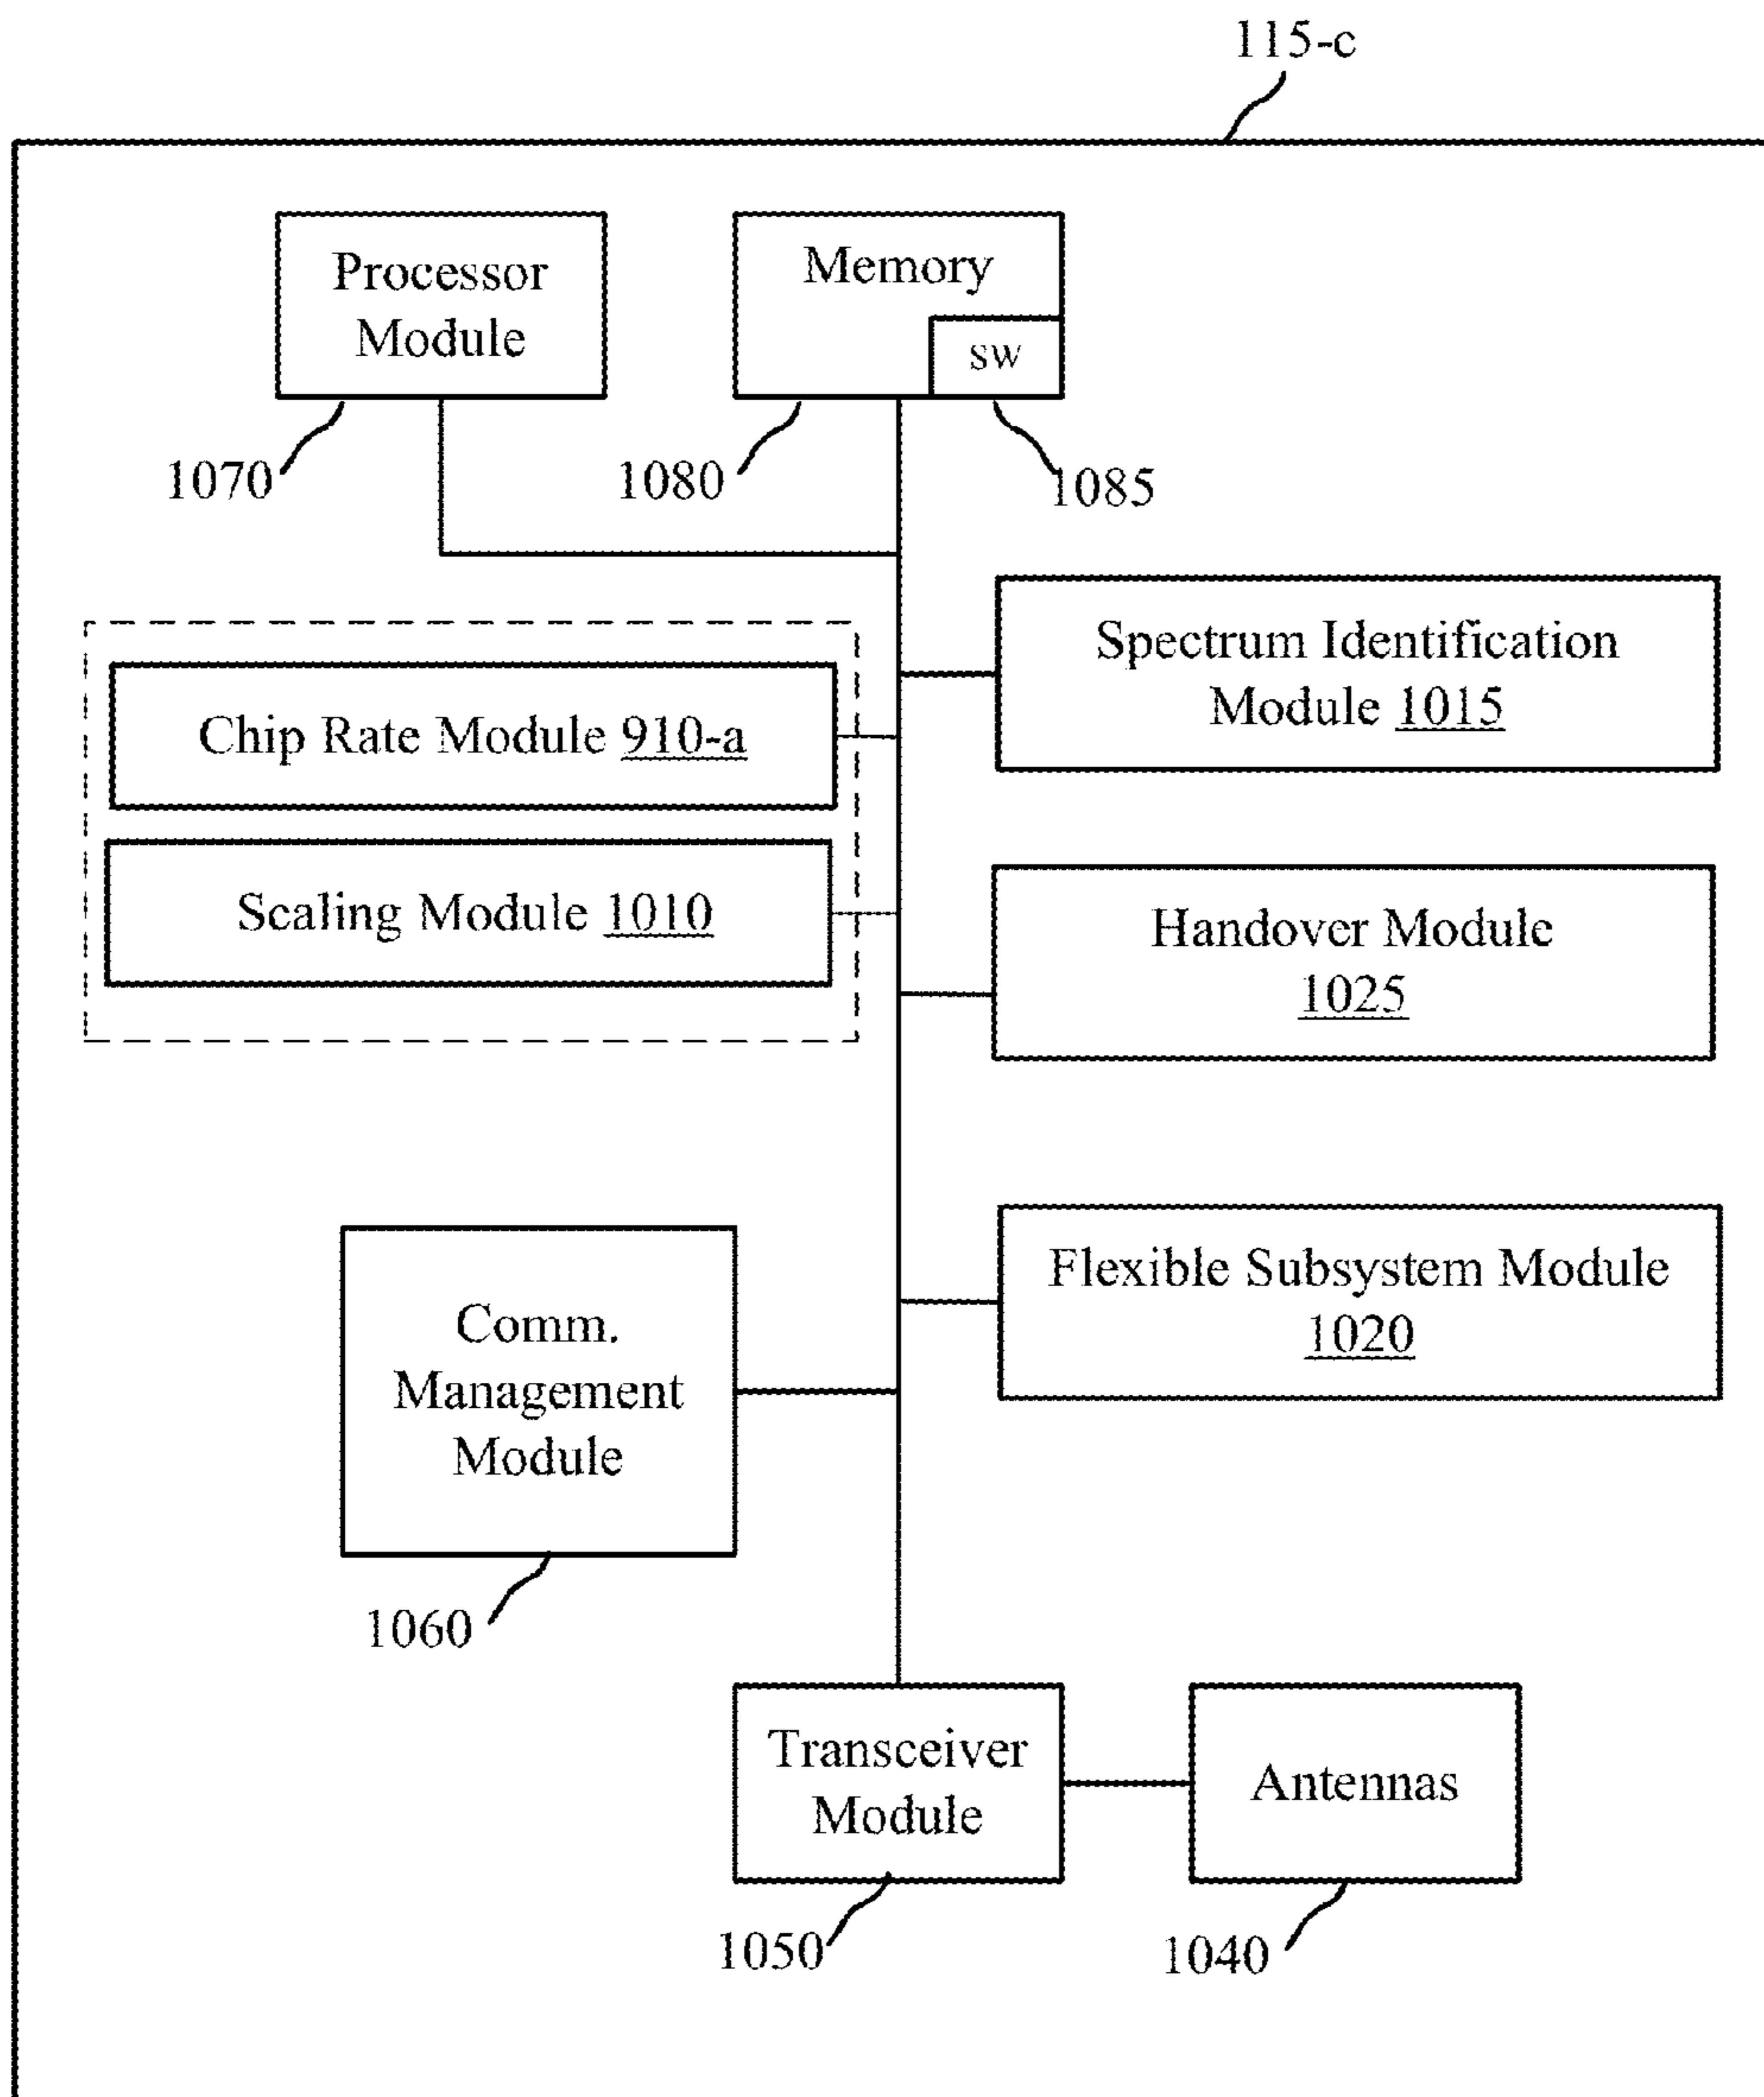 115-c
Processor
Module
Memory
sw
1070
1080
1085
Spectrum Identification
Module 1015
Chip Rate Module 910-a
Scaling Module 1010
Handover Module
1025
Flexible Subsystem Module
1020
Comm.
Management
Module
1060
Transceiver
Module
Antennas
1050
1040